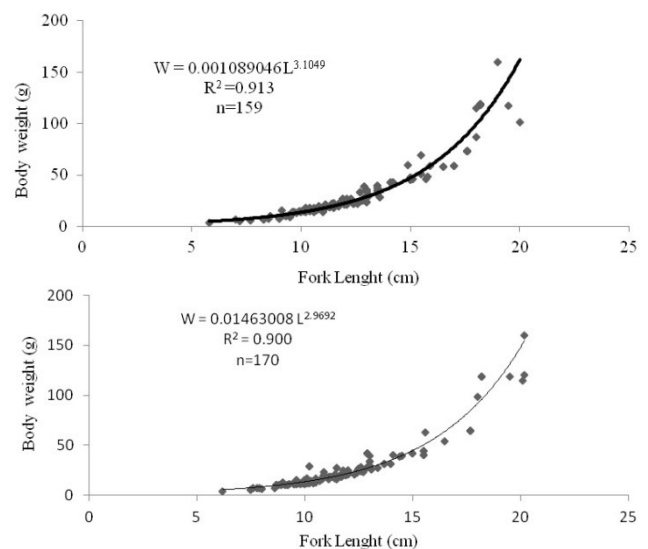 200
150
100
50
0
Body weight (g)
W = 0.001089046L^3.1049
R² =0.913
n=159
0 5 10 15 20 25
Fork Lenght (cm)
200
150
100
50
0
Body weight (g)
W = 0.01463008 L^2.9692
R² = 0.900
n=170
0 5 10 15 20 25
Fork Lenght (cm)